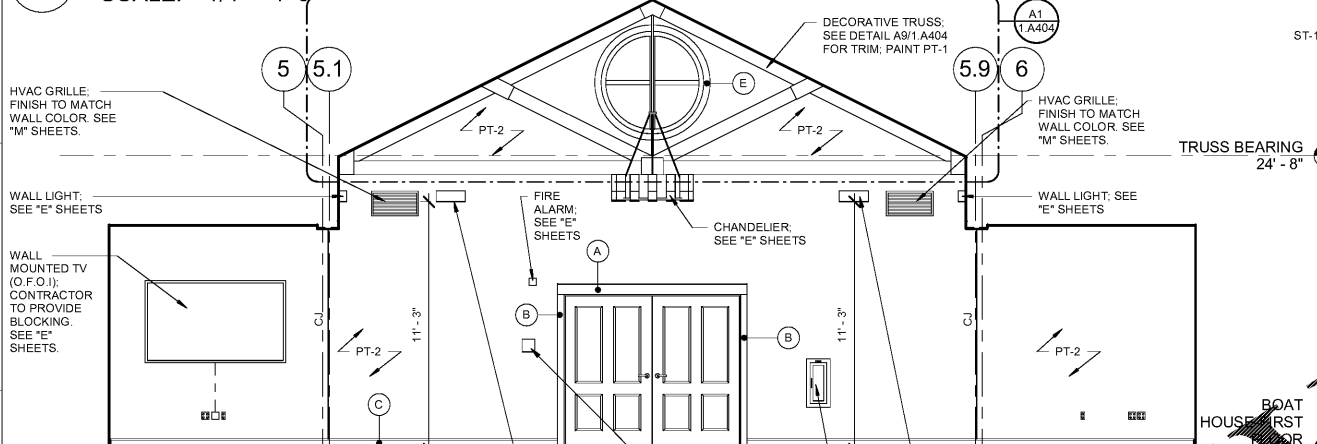 DECORATIVE TRUSS;
SEE DETAIL A9/1.A404
FOR TRIM; PAINT PT-1
A1
1.A404
ST-1
5
5.1
5.9
6
E
HVAC GRILLE;
FINISH TO MATCH
WALL COLOR. SEE
"M" SHEETS.
HVAC GRILLE;
FINISH TO MATCH
WALL COLOR. SEE
"M" SHEETS.
PT-2
PT-2
TRUSS BEARING
24' - 8"
WALL LIGHT;
SEE "E" SHEETS
FIRE
ALARM;
SEE "E"
SHEETS
CHANDELIER;
SEE "E" SHEETS
WALL LIGHT; SEE
"E" SHEETS
WALL
MOUNTED TV
(O.F.O.I);
CONTRACTOR
TO PROVIDE
BLOCKING.
SEE "E"
SHEETS.
A
B
B
CJ
11' - 3"
11' - 3"
CJ
PT-2
PT-2
C
BOAT
HOUSE FIRST